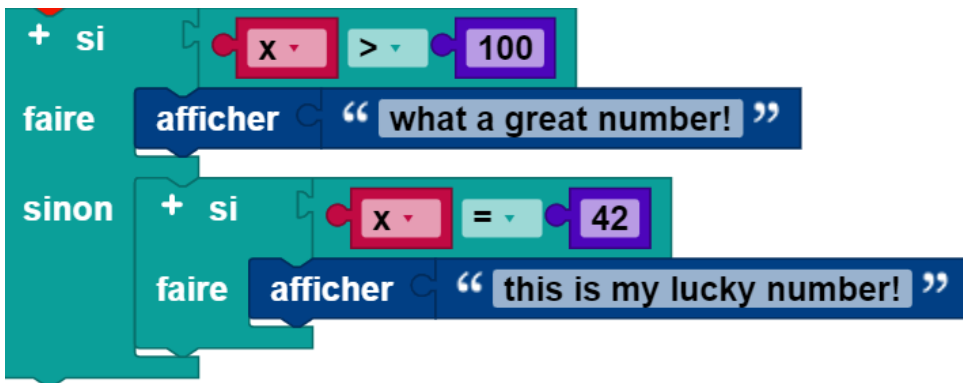 + si x > 100
faire afficher “ what a great number! ”
sinon + si x = 42
faire afficher “ this is my lucky number! ”